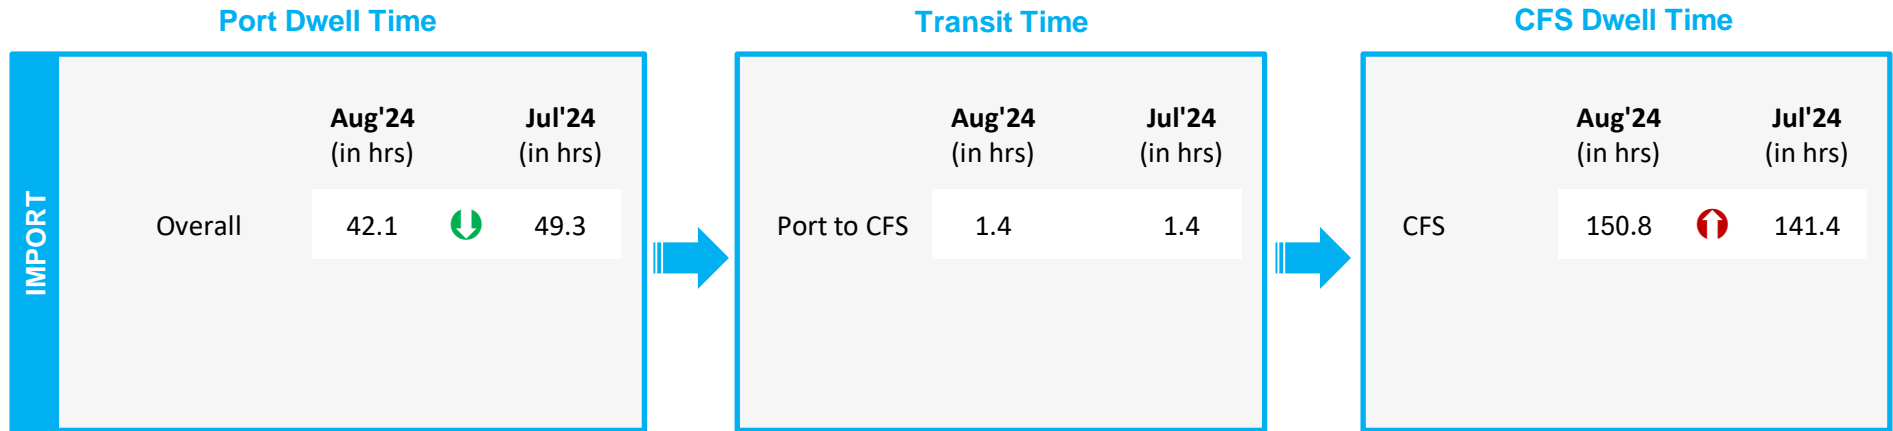 Port Dwell Time
Transit Time
CFS Dwell Time
IMPORT
Aug'24 Jul'24
(in hrs) (in hrs)
Overall 42.1 49.3
Aug'24 Jul'24
(in hrs) (in hrs)
Port to CFS 1.4 1.4
Aug'24 Jul'24
(in hrs) (in hrs)
CFS 150.8 141.4